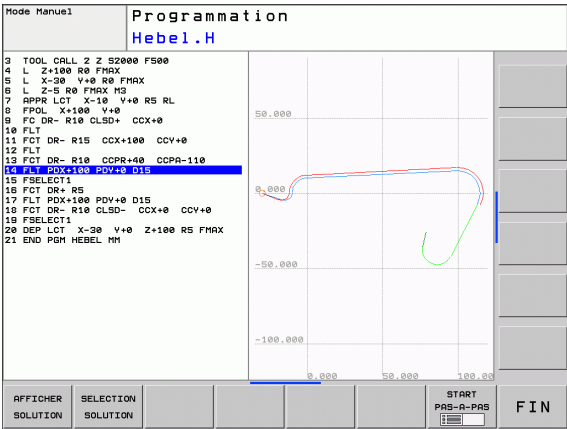 Mode Manuel
Programmation
Hebel.H
3 TOOL CALL 2 Z S2000 F500
4 L Z+100 R0 FMAX
5 L X-30 Y+0 R0 FMAX
6 L Z-5 R0 FMAX M3
7 APPR LCT X-10 Y+0 R5 RL
8 FPOL X+100 Y+0
9 FC DR- R10 CLSD+ CCX+0
10 FLT
11 FCT DR- R15 CCX+100 CCY+0
12 FLT
13 FCT DR- R10 CCPR+40 CCPA-110
14 FLT PDX+100 PDY+0 D15
15 FSELECT1
16 FCT DR+ R5
17 FLT PDX+100 PDY+0 D15
18 FCT DR- R10 CLSD- CCX+0 CCY+0
19 FSELECT1
20 DEP LCT X-30 Y+0 Z+100 R5 FMAX
21 END PGM HEBEL MM
50.000
0.000
-50.000
-100.000
0.000 50.000 100.00
AFFICHER SOLUTION
SELECTION SOLUTION
START PAS-A-PAS
FIN